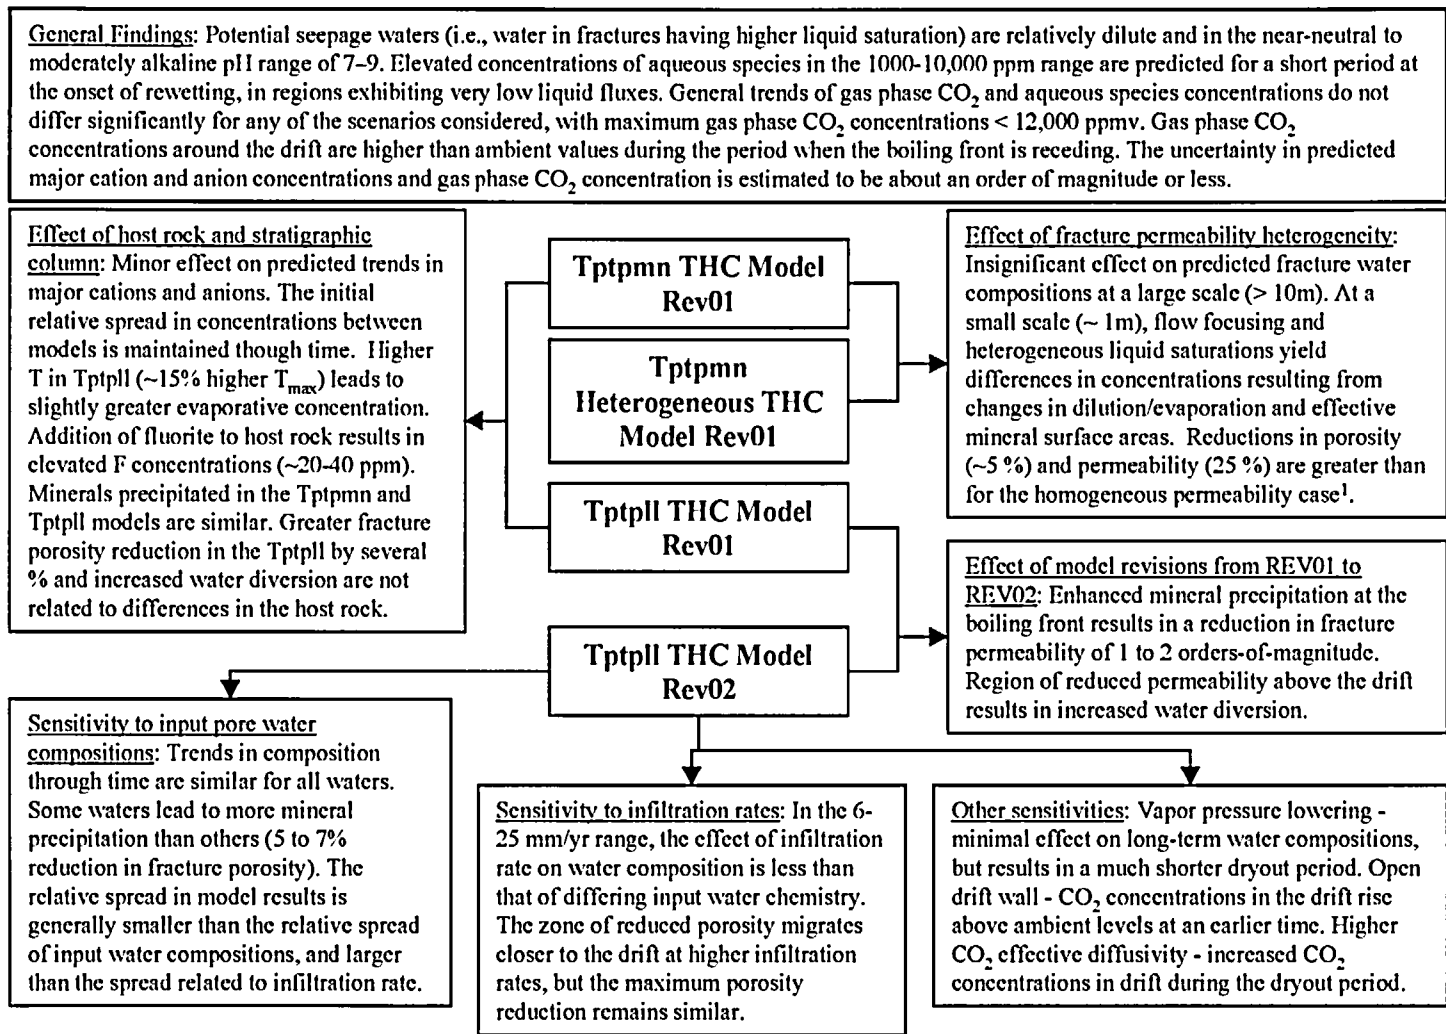 General Findings: Potential seepage waters (i.e., water in fractures having higher liquid saturation) are relatively dilute and in the near-neutral to
moderately alkaline pH range of 7–9. Elevated concentrations of aqueous species in the 1000-10,000 ppm range are predicted for a short period at
the onset of rewetting, in regions exhibiting very low liquid fluxes. General trends of gas phase CO₂ and aqueous species concentrations do not
differ significantly for any of the scenarios considered, with maximum gas phase CO₂ concentrations < 12,000 ppmv. Gas phase CO₂
concentrations around the drift are higher than ambient values during the period when the boiling front is receding. The uncertainty in predicted
major cation and anion concentrations and gas phase CO₂ concentration is estimated to be about an order of magnitude or less.
Effect of host rock and stratigraphic
column: Minor effect on predicted trends in
major cations and anions. The initial
relative spread in concentrations between
models is maintained though time. Higher
T in Tptpll (~15% higher Tmax) leads to
slightly greater evaporative concentration.
Addition of fluorite to host rock results in
elevated F concentrations (~20-40 ppm).
Minerals precipitated in the Tptpmn and
Tptpll models are similar. Greater fracture
porosity reduction in the Tptpll by several
% and increased water diversion are not
related to differences in the host rock.
Tptpmn THC Model
Rev01
Tptpmn
Heterogeneous THC
Model Rev01
Tptpll THC Model
Rev01
Tptpll THC Model
Rev02
Effect of fracture permeability heterogeneity:
Insignificant effect on predicted fracture water
compositions at a large scale (> 10m). At a
small scale (~ 1m), flow focusing and
heterogeneous liquid saturations yield
differences in concentrations resulting from
changes in dilution/evaporation and effective
mineral surface areas. Reductions in porosity
(~5 %) and permeability (25 %) are greater than
for the homogeneous permeability case¹.
Effect of model revisions from REV01 to
REV02: Enhanced mineral precipitation at the
boiling front results in a reduction in fracture
permeability of 1 to 2 orders-of-magnitude.
Region of reduced permeability above the drift
results in increased water diversion.
Sensitivity to input pore water
compositions: Trends in composition
through time are similar for all waters.
Some waters lead to more mineral
precipitation than others (5 to 7%
reduction in fracture porosity). The
relative spread in model results is
generally smaller than the relative spread
of input water compositions, and larger
than the spread related to infiltration rate.
Sensitivity to infiltration rates: In the 6-
25 mm/yr range, the effect of infiltration
rate on water composition is less than
that of differing input water chemistry.
The zone of reduced porosity migrates
closer to the drift at higher infiltration
rates, but the maximum porosity
reduction remains similar.
Other sensitivities: Vapor pressure lowering -
minimal effect on long-term water compositions,
but results in a much shorter dryout period. Open
drift wall - CO₂ concentrations in the drift rise
above ambient levels at an earlier time. Higher
CO₂ effective diffusivity - increased CO₂
concentrations in drift during the dryout period.